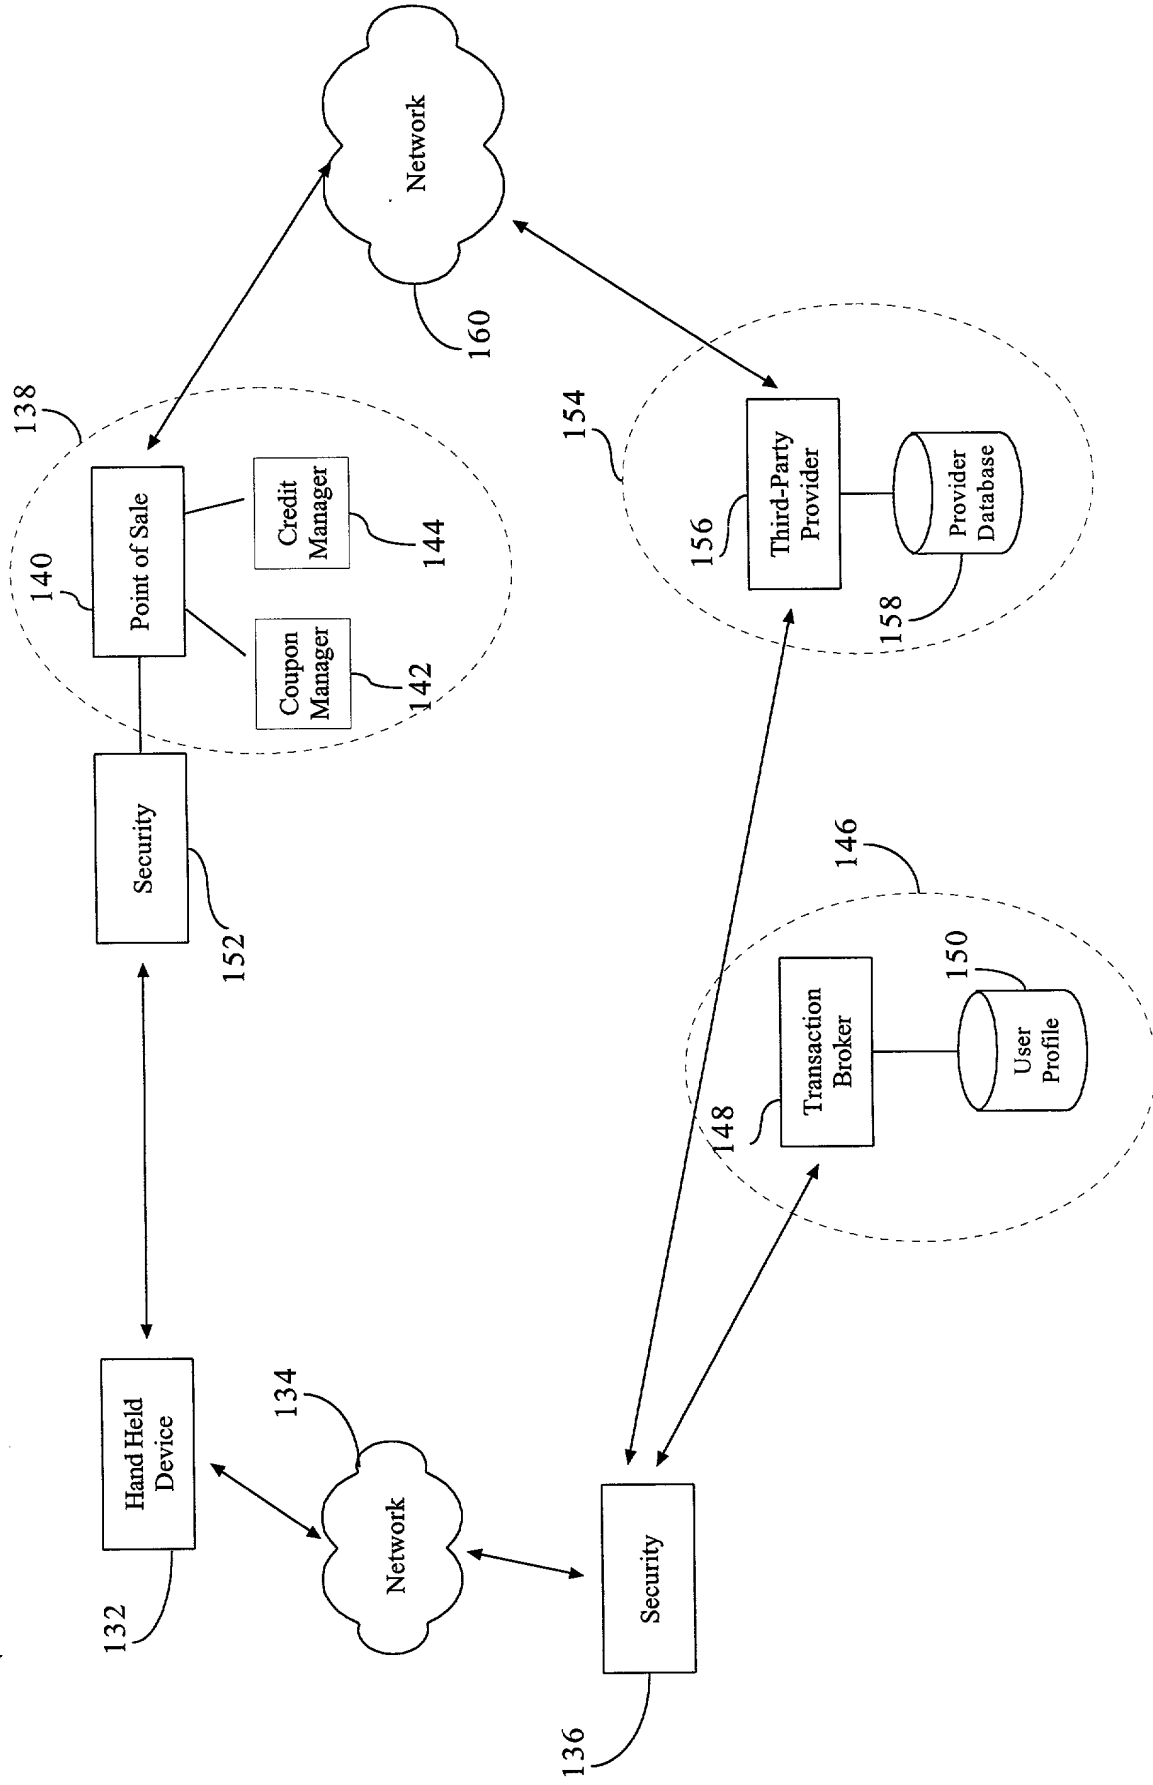 132
Hand Held
Device
134
Network
136
Security
152
Security
138
140
Point of Sale
Coupon
Manager
142
Credit
Manager
144
146
148
Transaction
Broker
150
User
Profile
154
156
Third-Party
Provider
158
Provider
Database
160
Network